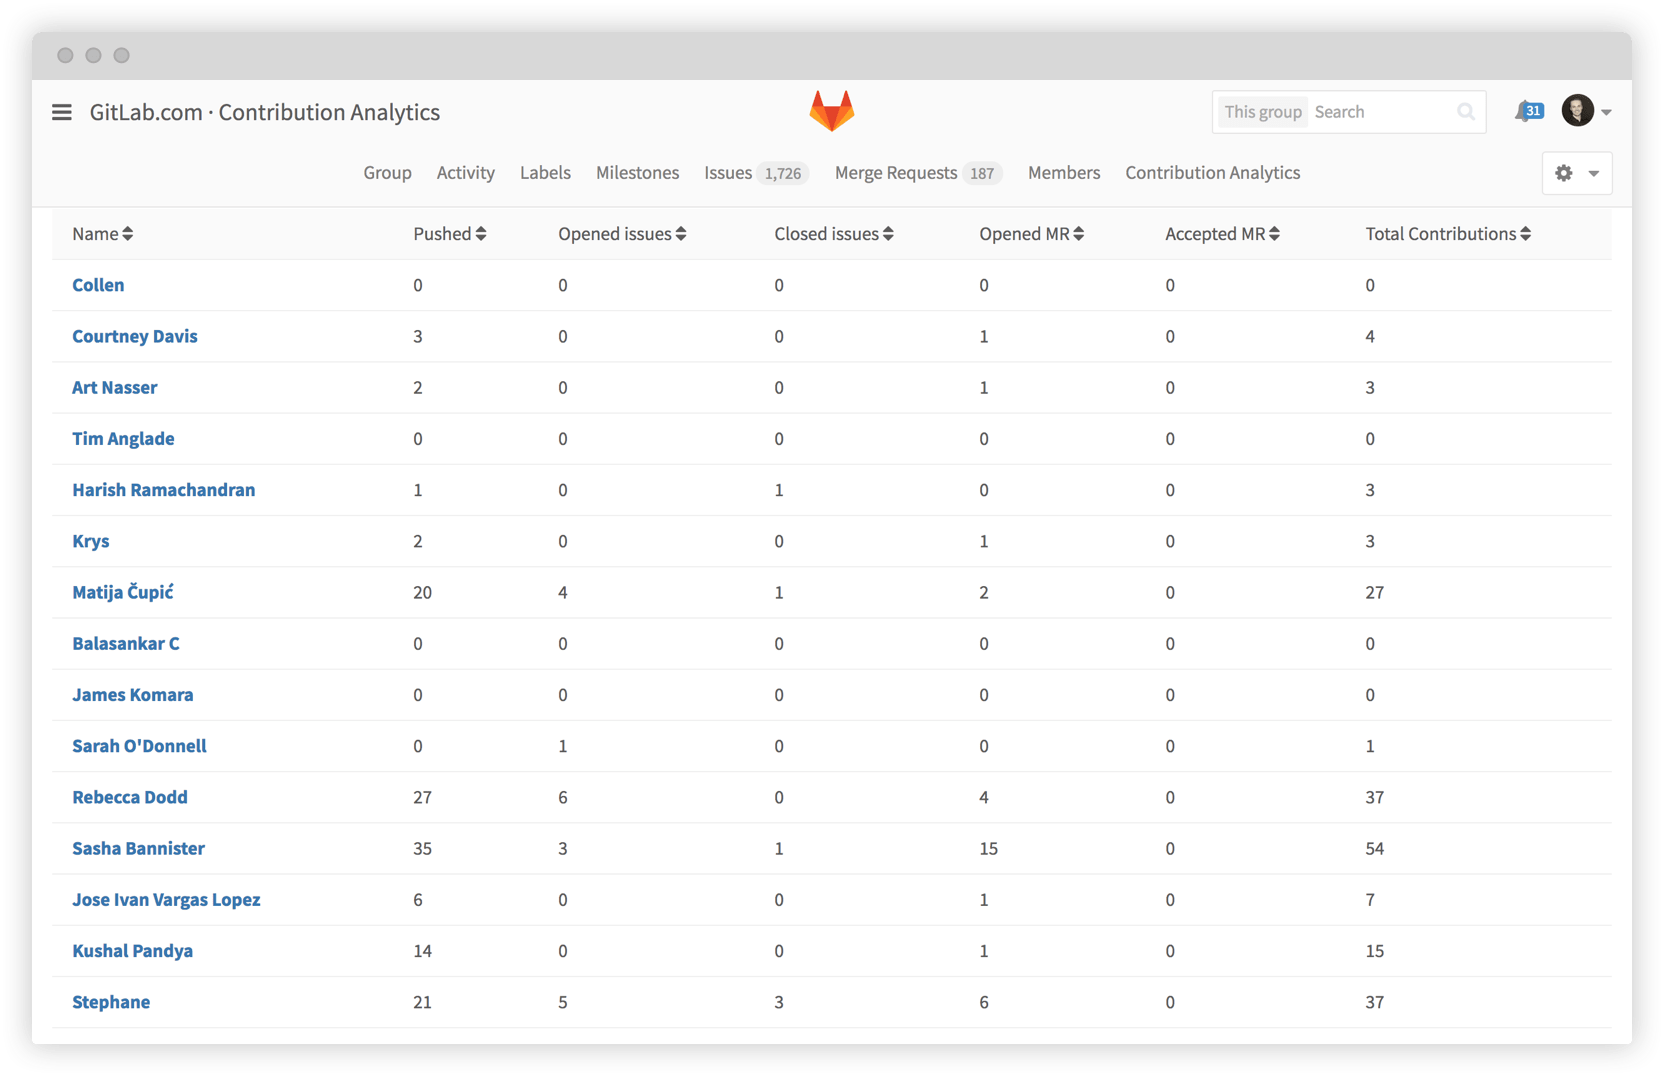 GitLab.com · Contribution Analytics This group Search 31
Group Activity Labels Milestones Issues 1,726 Merge Requests 187 Members Contribution Analytics
Name Pushed Opened issues Closed issues Opened MR Accepted MR Total Contributions
Collen 0 0 0 0 0 0
Courtney Davis 3 0 0 1 0 4
Art Nasser 2 0 0 1 0 3
Tim Anglade 0 0 0 0 0 0
Harish Ramachandran 1 0 1 0 0 3
Krys 2 0 0 1 0 3
Matija Čupić 20 4 1 2 0 27
Balasankar C 0 0 0 0 0 0
James Komara 0 0 0 0 0 0
Sarah O'Donnell 0 1 0 0 0 1
Rebecca Dodd 27 6 0 4 0 37
Sasha Bannister 35 3 1 15 0 54
Jose Ivan Vargas Lopez 6 0 0 1 0 7
Kushal Pandya 14 0 0 1 0 15
Stephane 21 5 3 6 0 37